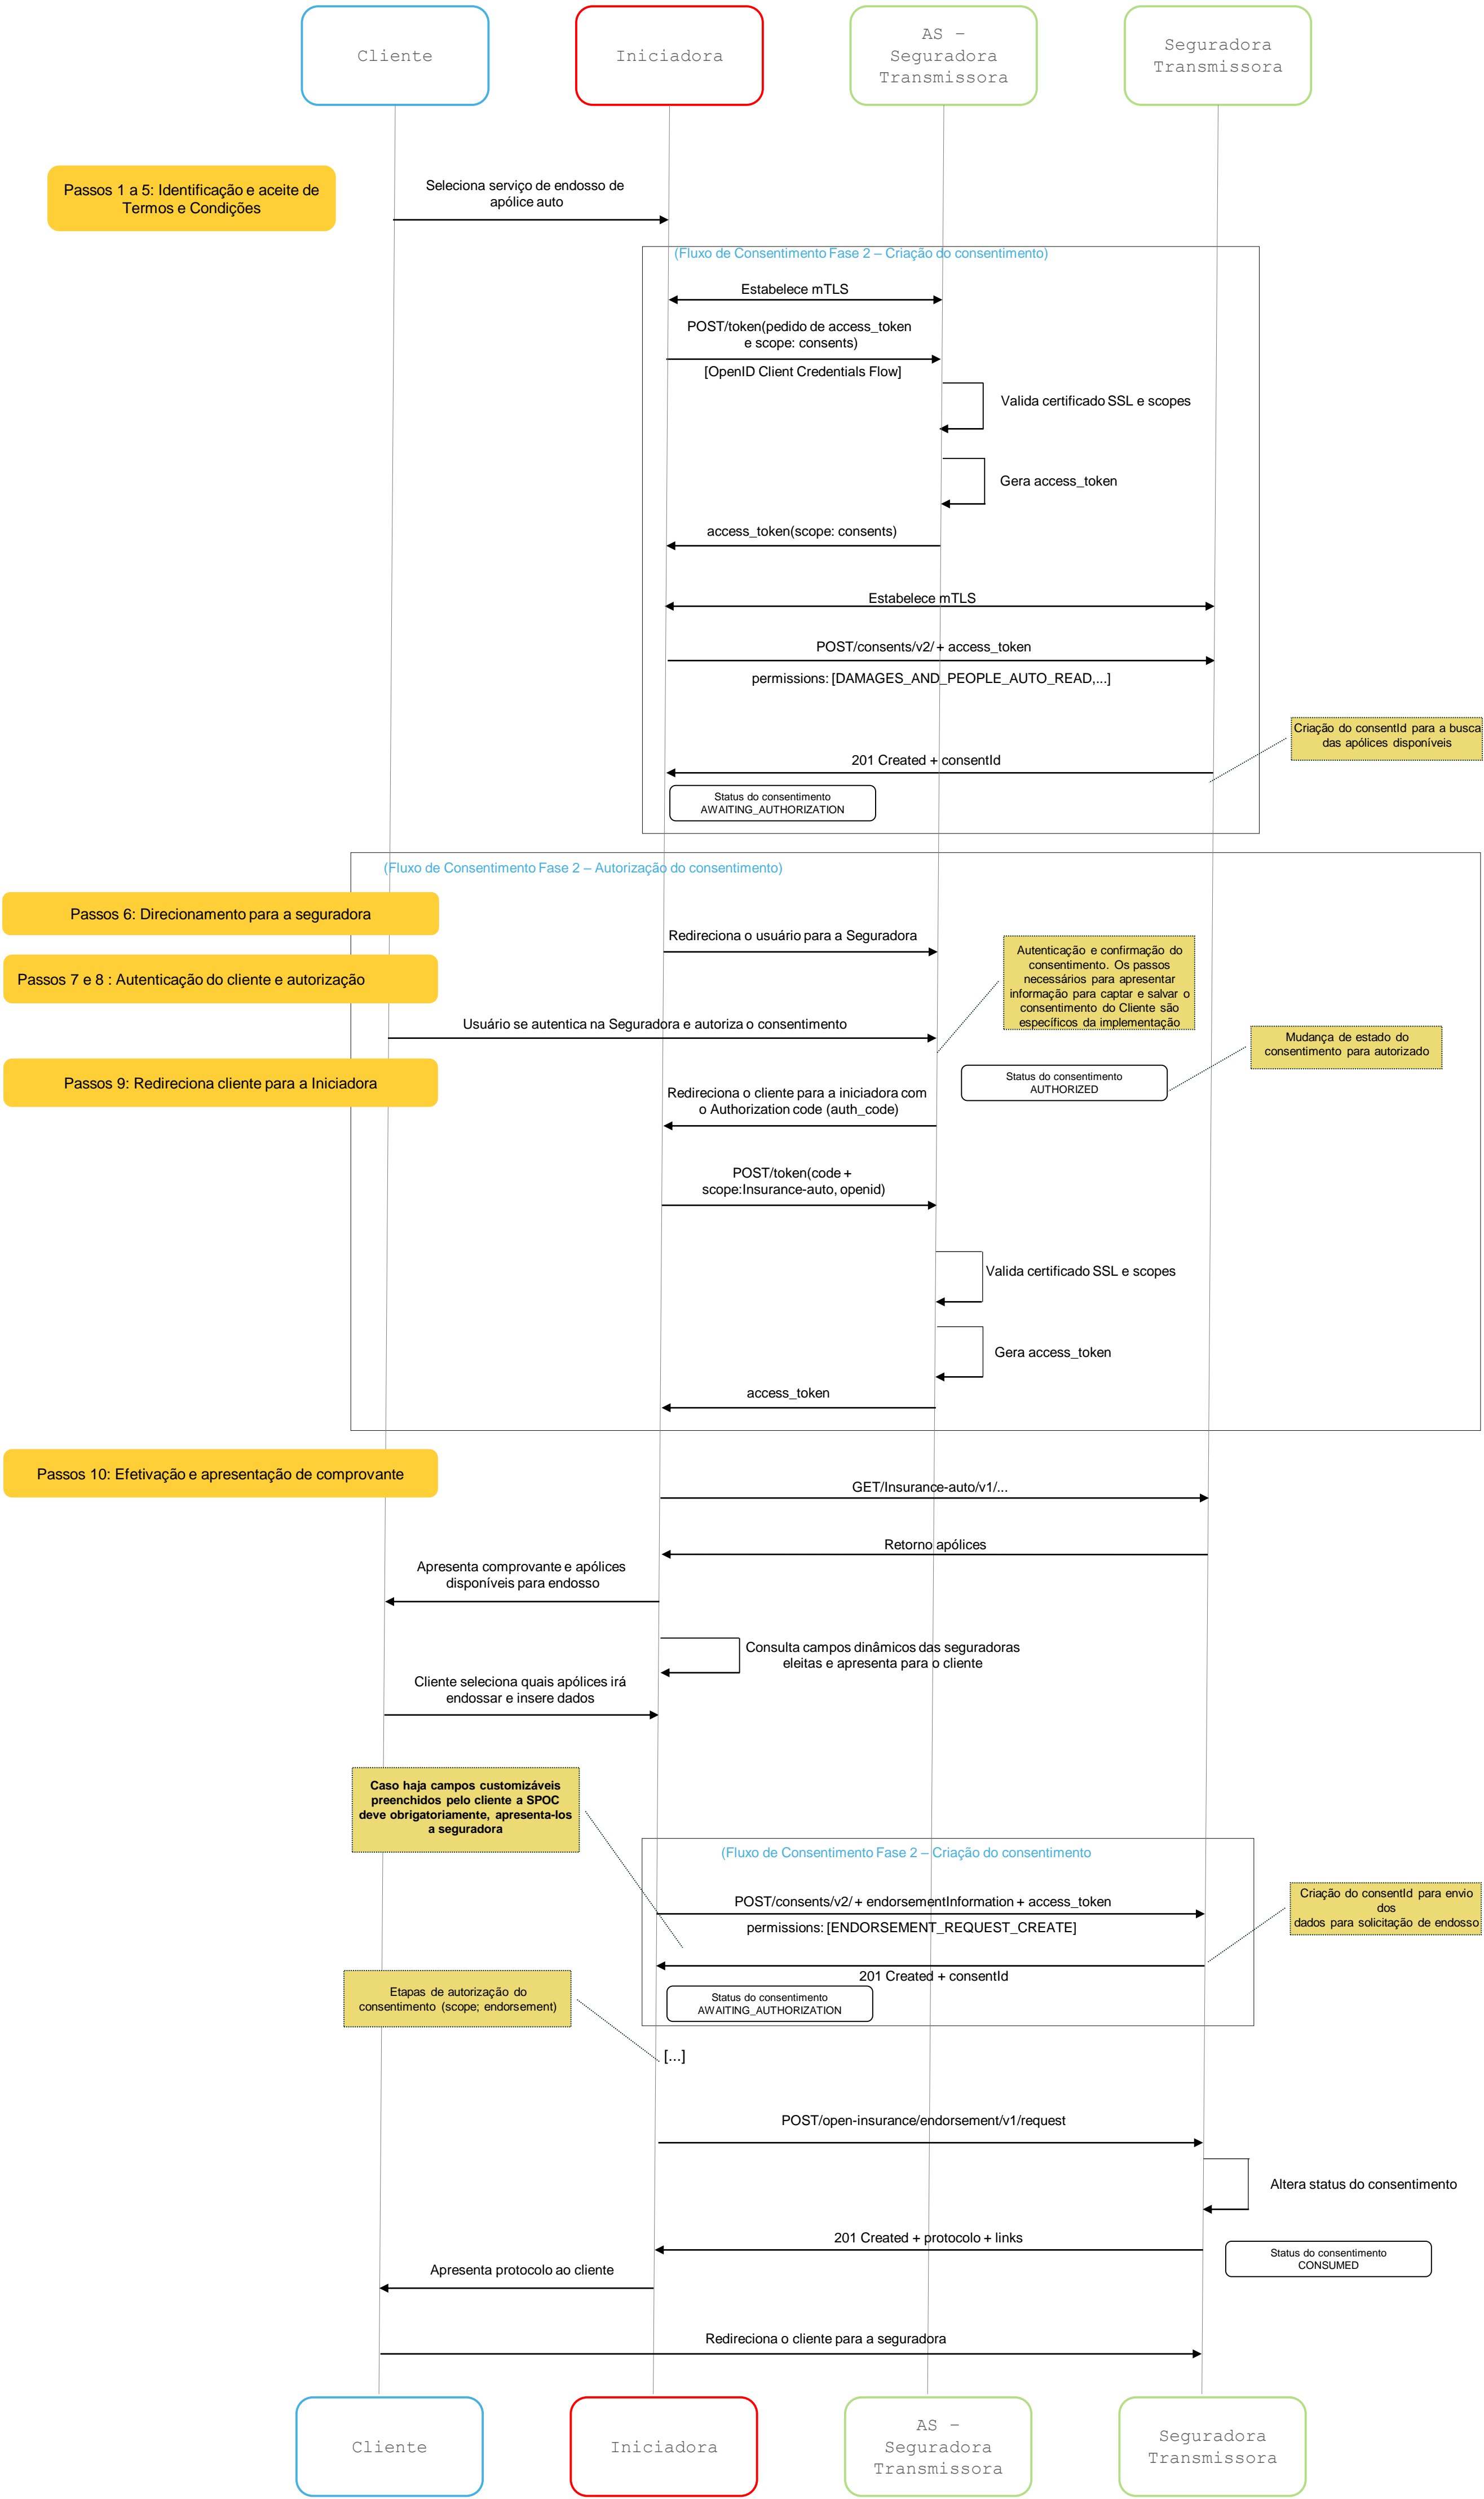 Cliente
Iniciadora
AS –
Seguradora
Transmissora
Seguradora
Transmissora
Passos 1 a 5: Identificação e aceite de
Termos e Condições
Seleciona serviço de endosso de
apólice auto
(Fluxo de Consentimento Fase 2 – Criação do consentimento)
Estabelece mTLS
POST/token(pedido de access_token
e scope: consents)
[OpenID Client Credentials Flow]
Valida certificado SSL e scopes
Gera access_token
access_token(scope: consents)
Estabelece mTLS
POST/consents/v2/ + access_token
permissions: [DAMAGES_AND_PEOPLE_AUTO_READ,...]
Criação do consentId para a busca
das apólices disponíveis
201 Created + consentId
Status do consentimento
AWAITING_AUTHORIZATION
(Fluxo de Consentimento Fase 2 – Autorização do consentimento)
Passos 6: Direcionamento para a seguradora
Redireciona o usuário para a Seguradora
Autenticação e confirmação do
consentimento. Os passos
necessários para apresentar
informação para captar e salvar o
consentimento do Cliente são
específicos da implementação
Passos 7 e 8 : Autenticação do cliente e autorização
Usuário se autentica na Seguradora e autoriza o consentimento
Mudança de estado do
consentimento para autorizado
Passos 9: Redireciona cliente para a Iniciadora
Status do consentimento
AUTHORIZED
Redireciona o cliente para a iniciadora com
o Authorization code (auth_code)
POST/token(code +
scope:Insurance-auto, openid)
Valida certificado SSL e scopes
Gera access_token
access_token
Passos 10: Efetivação e apresentação de comprovante
GET/Insurance-auto/v1/...
Retorno apólices
Apresenta comprovante e apólices
disponíveis para endosso
Consulta campos dinâmicos das seguradoras
eleitas e apresenta para o cliente
Cliente seleciona quais apólices irá
endossar e insere dados
Caso haja campos customizáveis
preenchidos pelo cliente a SPOC
deve obrigatoriamente, apresenta-los
a seguradora
(Fluxo de Consentimento Fase 2 – Criação do consentimento
POST/consents/v2/ + endorsementInformation + access_token
permissions: [ENDORSEMENT_REQUEST_CREATE]
Criação do consentId para envio
dos
dados para solicitação de endosso
201 Created + consentId
Status do consentimento
AWAITING_AUTHORIZATION
Etapas de autorização do
consentimento (scope; endorsement)
[...]
POST/open-insurance/endorsement/v1/request
Altera status do consentimento
201 Created + protocolo + links
Status do consentimento
CONSUMED
Apresenta protocolo ao cliente
Redireciona o cliente para a seguradora
Cliente
Iniciadora
AS –
Seguradora
Transmissora
Seguradora
Transmissora